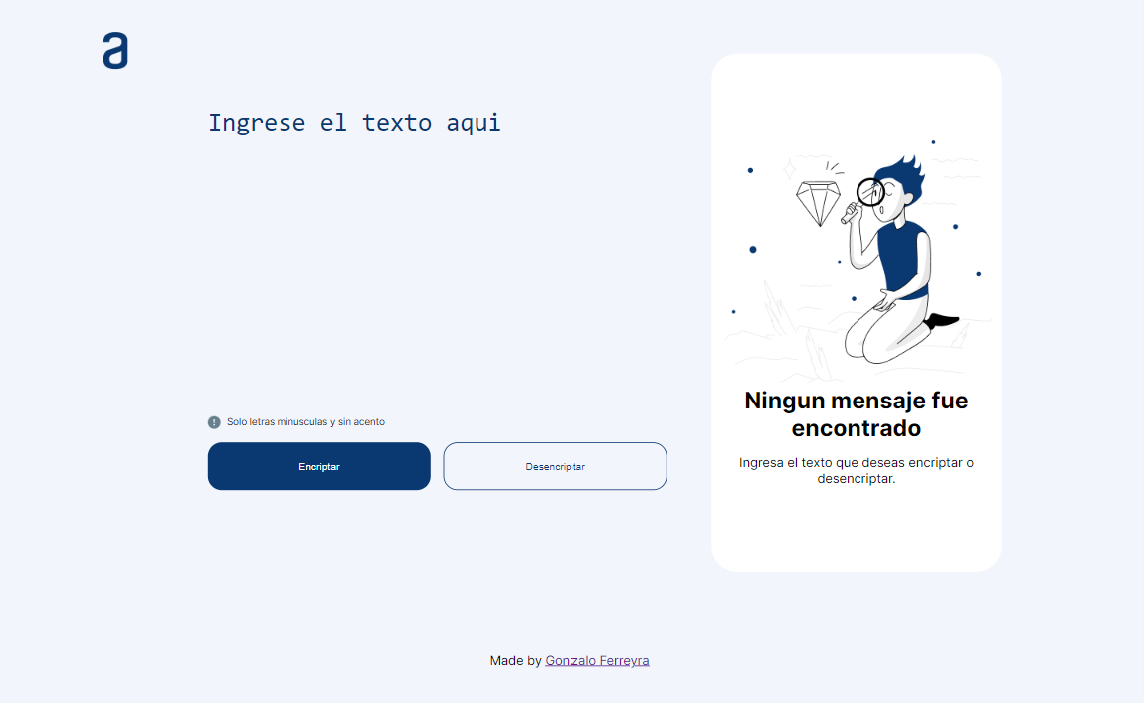 a
Ingrese el texto aqui
Solo letras minusculas y sin acento
Encriptar
Desencriptar
Ningun mensaje fue
encontrado
Ingresa el texto que deseas encriptar o
desencriptar.
Made by Gonzalo Ferreyra